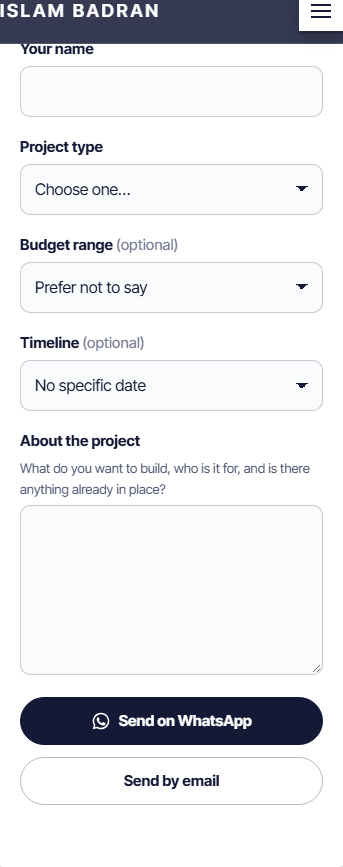 ISLAM BADRAN
Your name
Project type
Choose one...
Budget range (optional)
Prefer not to say
Timeline (optional)
No specific date
About the project
What do you want to build, who is it for, and is there
anything already in place?
Send on WhatsApp
Send by email